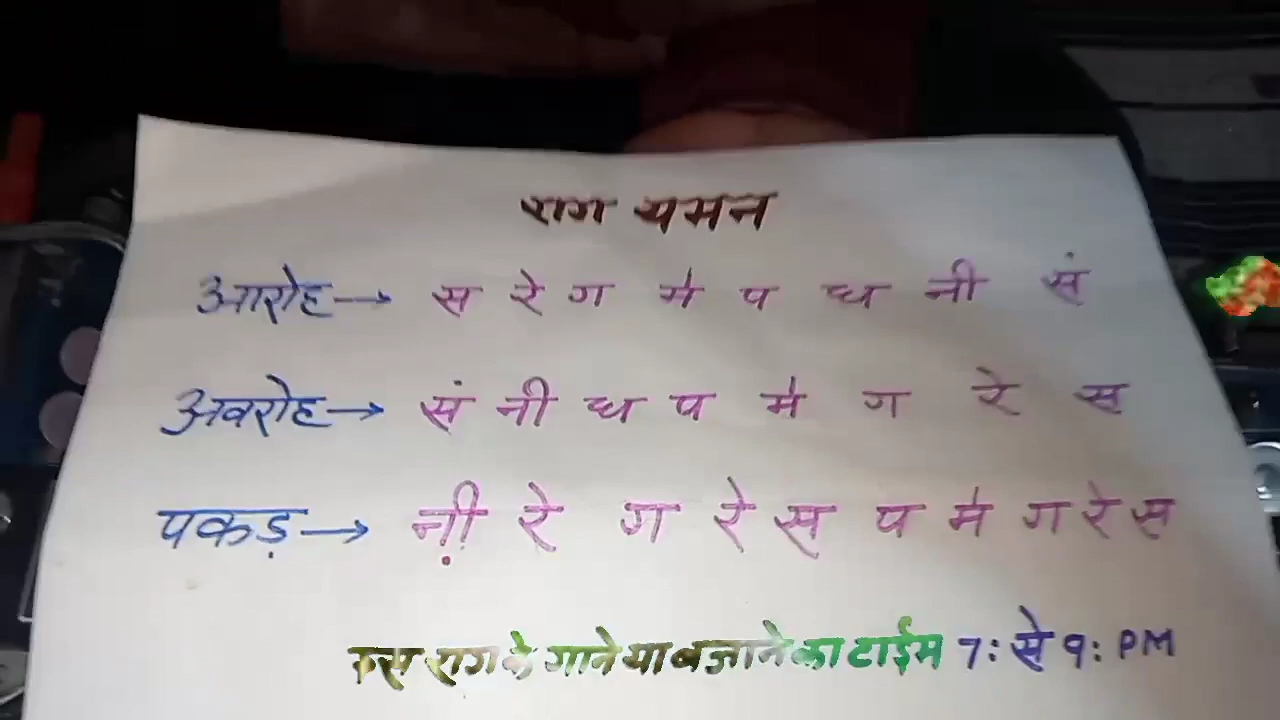 राग यमन
आरोह→ स रे ग मे प ध नी सं
अवरोह→ सं नी ध प मे ग रे स
पकड़→ नी़ रे ग रे स प मे ग रे स
इस राग के गाने या बजाने का टाईम 7: से 9: PM